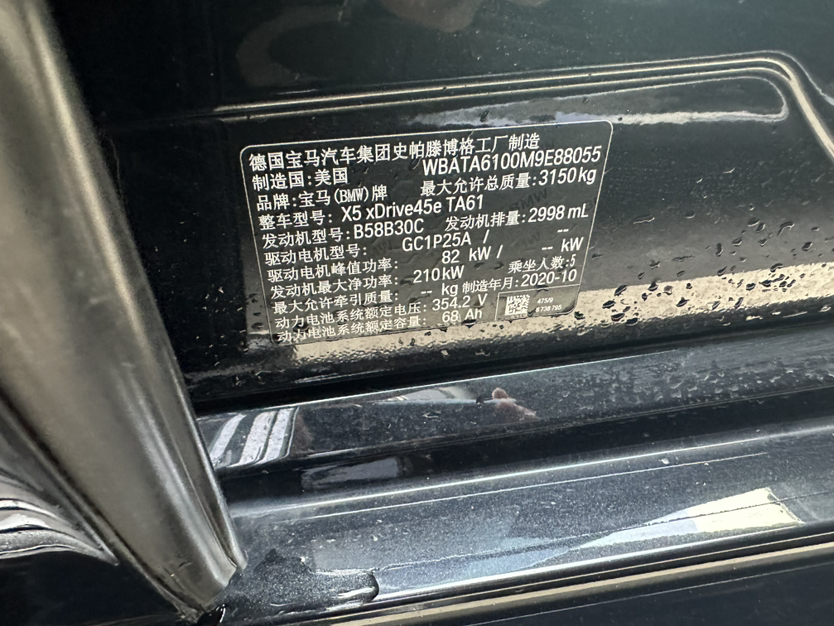 德国宝马汽车集团史帕滕博格工厂制造
制造国:美国 WBATA6100M9E88055
品牌:宝马(BMW)牌 最大允许总质量:3150kg
整车型号: X5 xDrive45e TA61
发动机型号:B58B30C 发动机排量:2998 mL
驱动电机型号: GC1P25A / --
驱动电机峰值功率: 82 kW / -- kW
发动机最大净功率: 210kW 乘坐人数:5
最大允许牵引质量: -- kg 制造年月:2020-10
动力电池系统额定电压: 354.2 V
动力电池系统额定容量: 68 Ah
475/9